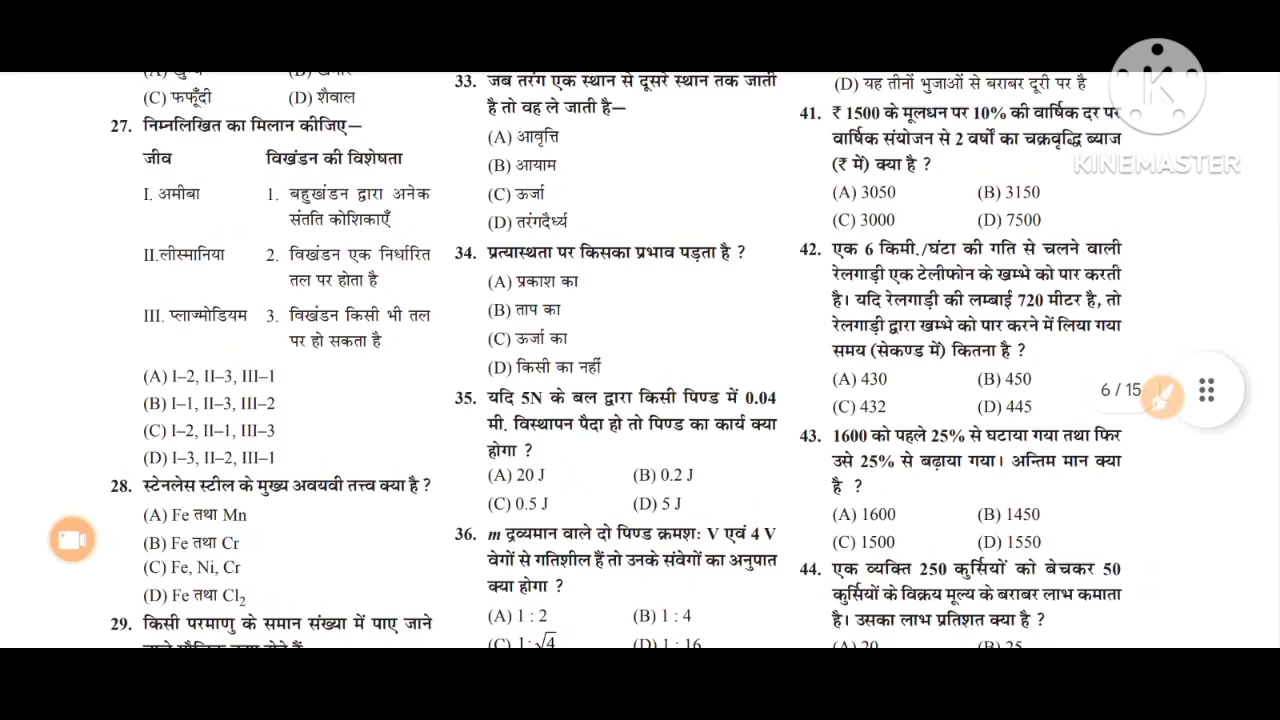 (C) फफूँदी (D) शैवाल
27. निम्नलिखित का मिलान कीजिए—
जीव विखंडन की विशेषता
I. अमीबा 1. बहुखंडन द्वारा अनेक
संतति कोशिकाएँ
II.लीस्मानिया 2. विखंडन एक निर्धारित
तल पर होता है
III. प्लाज्मोडियम 3. विखंडन किसी भी तल
पर हो सकता है
(A) I–2, II–3, III–1
(B) I–1, II–3, III–2
(C) I–2, II–1, III–3
(D) I–3, II–2, III–1
28. स्टेनलेस स्टील के मुख्य अवयवी तत्त्व क्या है ?
(A) Fe तथा Mn
(B) Fe तथा Cr
(C) Fe, Ni, Cr
(D) Fe तथा Cl2
29. किसी परमाणु के समान संख्या में पाए जाने
33. जब तरंग एक स्थान से दूसरे स्थान तक जाती
है तो वह ले जाती है—
(A) आवृत्ति
(B) आयाम
(C) ऊर्जा
(D) तरंगदैर्ध्य
34. प्रत्यास्थता पर किसका प्रभाव पड़ता है ?
(A) प्रकाश का
(B) ताप का
(C) ऊर्जा का
(D) किसी का नहीं
35. यदि 5N के बल द्वारा किसी पिण्ड में 0.04
मी. विस्थापन पैदा हो तो पिण्ड का कार्य क्या
होगा ?
(A) 20 J (B) 0.2 J
(C) 0.5 J (D) 5 J
36. m द्रव्यमान वाले दो पिण्ड क्रमशः V एवं 4 V
वेगों से गतिशील हैं तो उनके संवेगों का अनुपात
क्या होगा ?
(A) 1 : 2 (B) 1 : 4
(C) 1:√4 (D) 1 : 16
(D) यह तीनों भुजाओं से बराबर दूरी पर है
41. ₹ 1500 के मूलधन पर 10% की वार्षिक दर पर
वार्षिक संयोजन से 2 वर्षों का चक्रवृद्धि ब्याज
(₹ में) क्या है ?
(A) 3050 (B) 3150
(C) 3000 (D) 7500
42. एक 6 किमी./घंटा की गति से चलने वाली
रेलगाड़ी एक टेलीफोन के खम्भे को पार करती
है। यदि रेलगाड़ी की लम्बाई 720 मीटर है, तो
रेलगाड़ी द्वारा खम्भे को पार करने में लिया गया
समय (सेकण्ड में) कितना है ?
(A) 430 (B) 450
(C) 432 (D) 445
43. 1600 को पहले 25% से घटाया गया तथा फिर
उसे 25% से बढ़ाया गया। अन्तिम मान क्या
है ?
(A) 1600 (B) 1450
(C) 1500 (D) 1550
44. एक व्यक्ति 250 कुर्सियों को बेचकर 50
कुर्सियों के विक्रय मूल्य के बराबर लाभ कमाता
है। उसका लाभ प्रतिशत क्या है ?
(A) 20 (B) 25
K
KINEMASTER
6 / 15